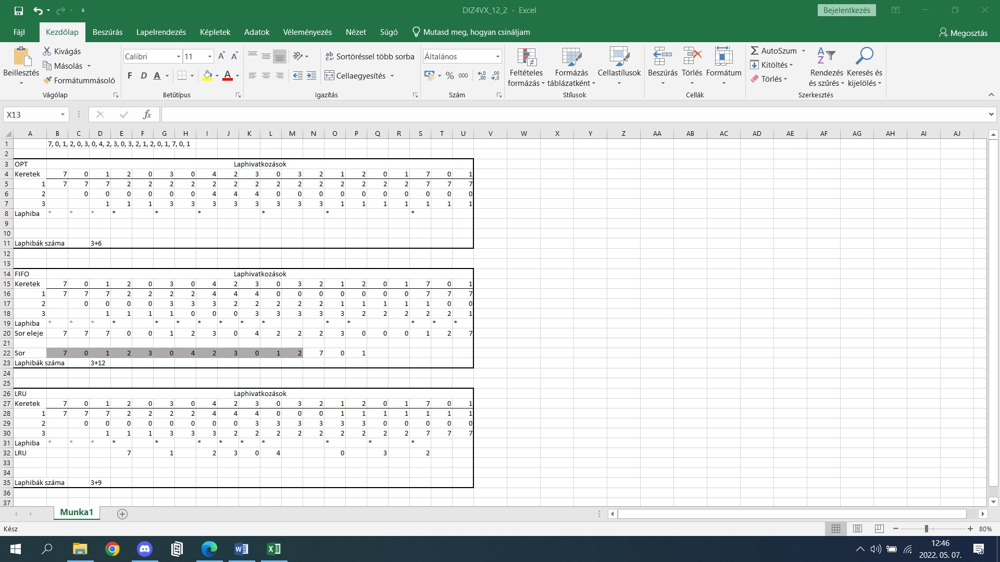 DIZ4VX_12_2 - Excel
Bejelentkezés
Fájl Kezdőlap Beszúrás Lapelrendezés Képletek Adatok Véleményezés Nézet Súgó Mutasd meg, hogyan csináljam Megosztás
Beillesztés
Kivágás
Másolás
Formátummásoló
Vágólap
Calibri 11
F D A A
Betűtípus
Sortöréssel több sorba
Cellaegyesítés
Igazítás
Általános
% 000
Szám
Feltételes formázás
Formázás táblázatként
Cellastílusok
Stílusok
Beszúrás Törlés Formátum
Cellák
AutoSzum
Kitöltés
Törlés
Rendezés és szűrés
Keresés és kijelölés
Szerkesztés
X13 fx
A B C D E F G H I J K L M N O P Q R S T U V W X Y Z AA AB AC AD AE AF AG AH AI AJ
1 7, 0, 1, 2, 0, 3, 0, 4, 2, 3, 0, 3, 2, 1, 2, 0, 1, 7, 0, 1
2
3 OPT Laphivatkozások
4 Keretek 7 0 1 2 0 3 0 4 2 3 0 3 2 1 2 0 1 7 0 1
5 1 7 7 7 2 2 2 2 2 2 2 2 2 2 2 2 2 2 7 7 7
6 2 0 0 0 0 0 0 4 4 4 0 0 0 0 0 0 0 0 0 0
7 3 1 1 1 3 3 3 3 3 3 3 3 1 1 1 1 1 1 1
8 Laphiba * * * * * * * * *
9
10
11 Laphibák száma 3+6
12
13
14 FIFO Laphivatkozások
15 Keretek 7 0 1 2 0 3 0 4 2 3 0 3 2 1 2 0 1 7 0 1
16 1 7 7 7 2 2 2 2 4 4 4 0 0 0 0 0 0 0 7 7 7
17 2 0 0 0 0 3 3 3 2 2 2 2 2 1 1 1 1 1 0 0
18 3 1 1 1 1 0 0 0 3 3 3 3 3 2 2 2 2 2 1
19 Laphiba * * * * * * * * * * * * * * *
20 Sor eleje 7 7 7 0 0 1 2 3 0 4 2 2 2 3 0 0 0 1 2 7
21
22 Sor 7 0 1 2 3 0 4 2 3 0 1 2 7 0 1
23 Laphibák száma 3+12
24
25
26 LRU Laphivatkozások
27 Keretek 7 0 1 2 0 3 0 4 2 3 0 3 2 1 2 0 1 7 0 1
28 1 7 7 7 2 2 2 2 4 4 4 0 0 0 1 1 1 1 1 1 1
29 2 0 0 0 0 0 0 0 0 3 3 3 3 3 3 0 0 0 0 0
30 3 1 1 1 3 3 3 2 2 2 2 2 2 2 2 2 7 7 7
31 Laphiba * * * * * * * * * * * *
32 LRU 7 1 2 3 0 4 0 3 2
33
34
35 Laphibák száma 3+9
36
37
Munka1
Kész 80%
12:46
2022. 05. 07.